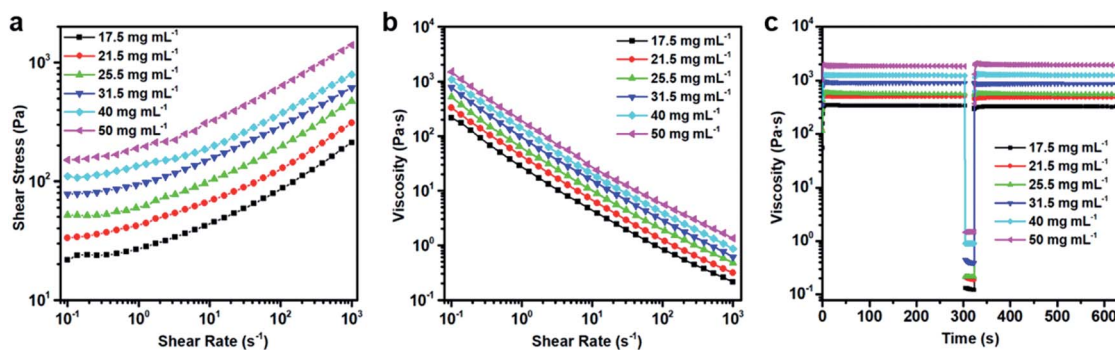 a
Shear Stress (Pa)
10³
10²
10¹
17.5 mg mL⁻¹
21.5 mg mL⁻¹
25.5 mg mL⁻¹
31.5 mg mL⁻¹
40 mg mL⁻¹
50 mg mL⁻¹
10⁻¹ 10⁰ 10¹ 10² 10³
Shear Rate (s⁻¹)
b
Viscosity (Pa·s)
10⁴
10³
10²
10¹
10⁰
10⁻¹
17.5 mg mL⁻¹
21.5 mg mL⁻¹
25.5 mg mL⁻¹
31.5 mg mL⁻¹
40 mg mL⁻¹
50 mg mL⁻¹
10⁻¹ 10⁰ 10¹ 10² 10³
Shear Rate (s⁻¹)
c
Viscosity (Pa·s)
10⁴
10³
10²
10¹
10⁰
10⁻¹
17.5 mg mL⁻¹
21.5 mg mL⁻¹
25.5 mg mL⁻¹
31.5 mg mL⁻¹
40 mg mL⁻¹
50 mg mL⁻¹
0 100 200 300 400 500 600
Time (s)